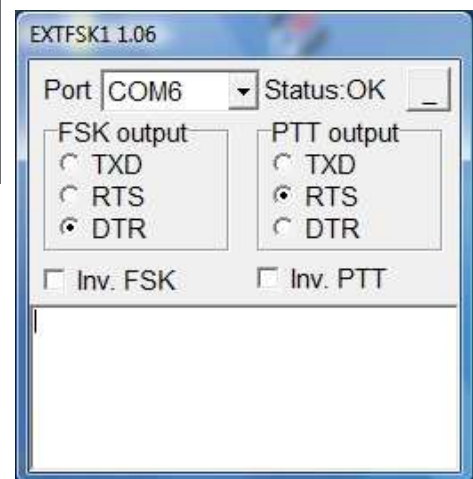 EXTFSK1 1.06
Port COM6 Status:OK _
FSK output PTT output
TXD TXD
RTS RTS
DTR DTR
Inv. FSK Inv. PTT